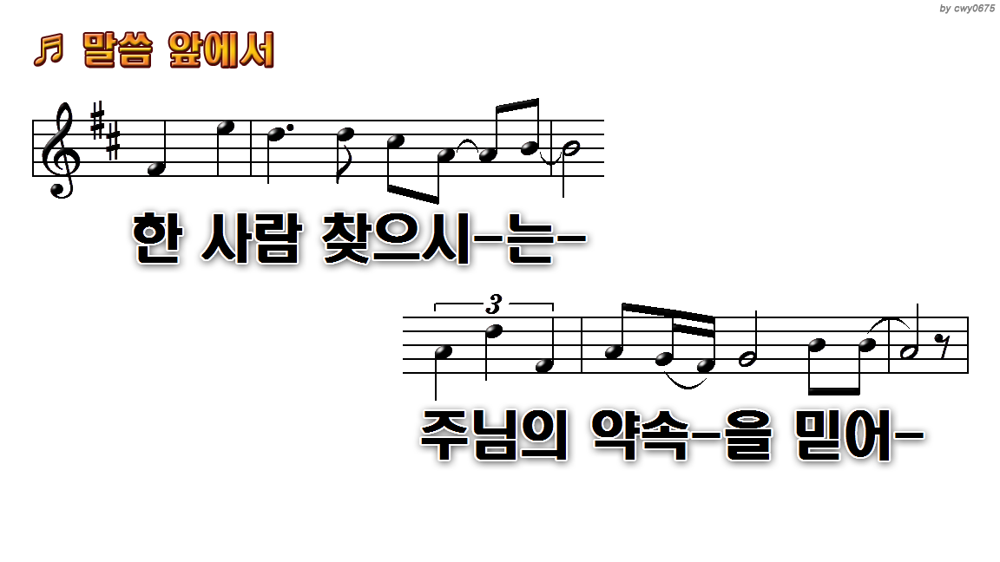 by cwy0675
♬ 말씀 앞에서
한 사람 찾으시-는-
3
주님의 약속-을 믿어-